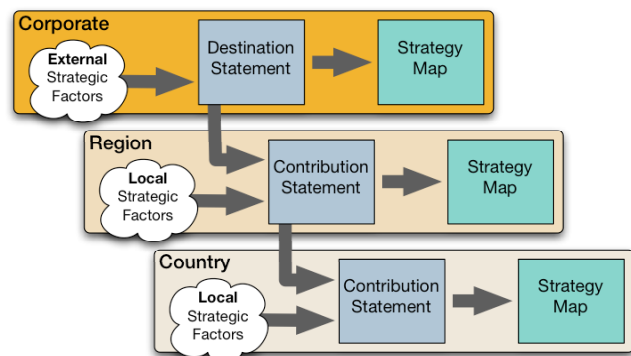 Corporate
External
Strategic
Factors
Destination
Statement
Strategy
Map
Region
Local
Strategic
Factors
Contribution
Statement
Strategy
Map
Country
Local
Strategic
Factors
Contribution
Statement
Strategy
Map